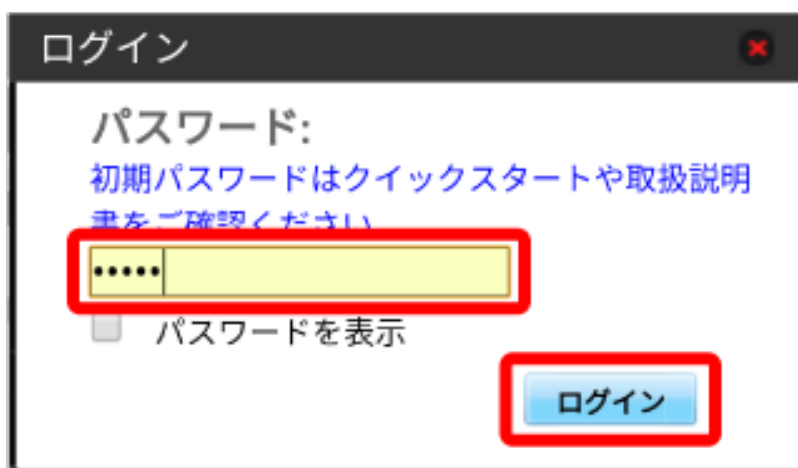 ログイン
パスワード:
初期パスワードはクイックスタートや取扱説明
書をご確認ください
•••••
パスワードを表示
ログイン